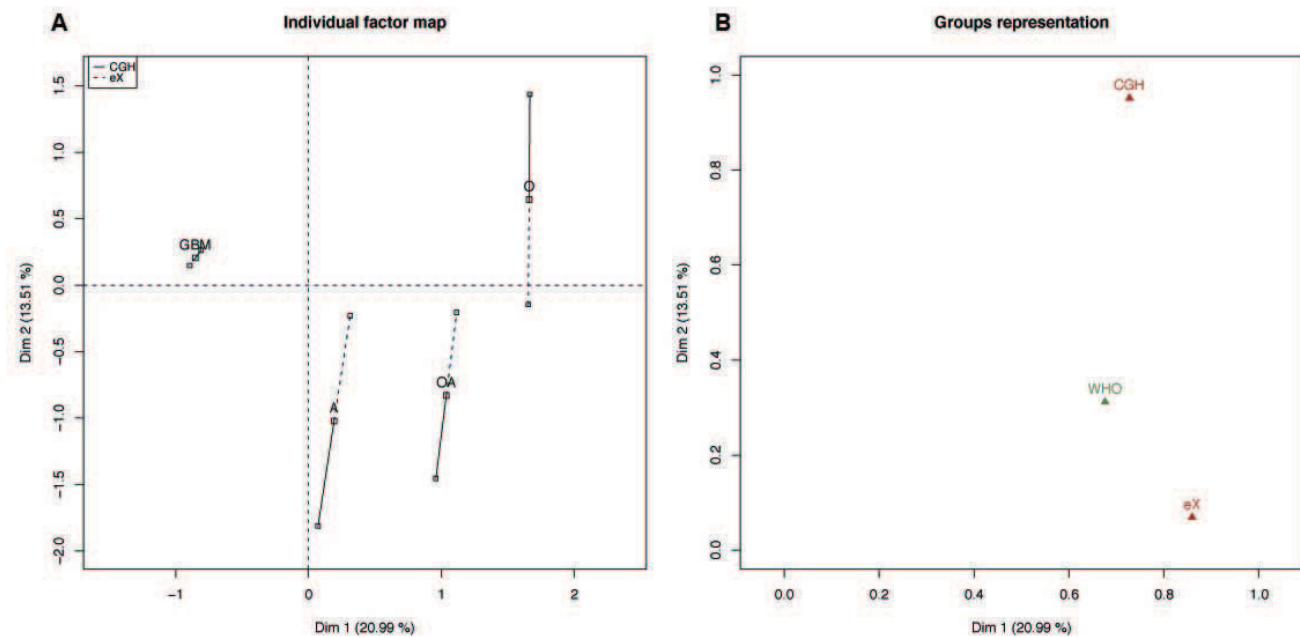 A
Individual factor map
CGH
eX
1.5
1.0
0.5
0.0
−0.5
−1.0
−1.5
−2.0
Dim 2 (13.51 %)
GBM
O
OA
A
−1
0
1
2
Dim 1 (20.99 %)
B
Groups representation
1.0
0.8
0.6
0.4
0.2
0.0
Dim 2 (13.51 %)
CGH
WHO
eX
0.0
0.2
0.4
0.6
0.8
1.0
Dim 1 (20.99 %)